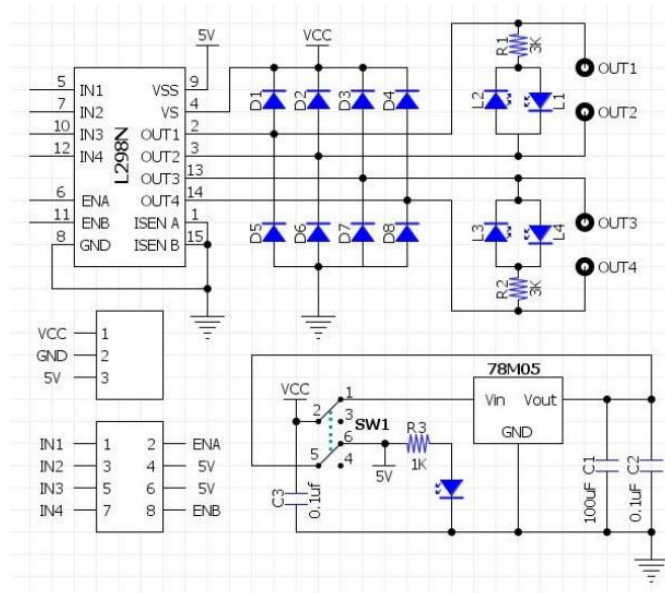 5V
VCC
5 IN1 VSS 9
7 IN2 VS 4
10 IN3 OUT1 2
12 IN4 OUT2 3
OUT3 13
6 ENA OUT4 14
11 ENB ISEN A 1
8 GND ISEN B 15
L298N
D1 D2 D3 D4
D5 D6 D7 D8
R1 3K
L2 L1
OUT1
OUT2
L3 L4
OUT3
OUT4
R2 3K
VCC 1
GND 2
5V 3
IN1 1 2 ENA
IN2 3 4 5V
IN3 5 6 5V
IN4 7 8 ENB
VCC
1
2
3
SW1
6
5
4
5V
R3
1K
C3 0.1uf
78M05
Vin Vout
GND
100uF C1
0.1uF C2